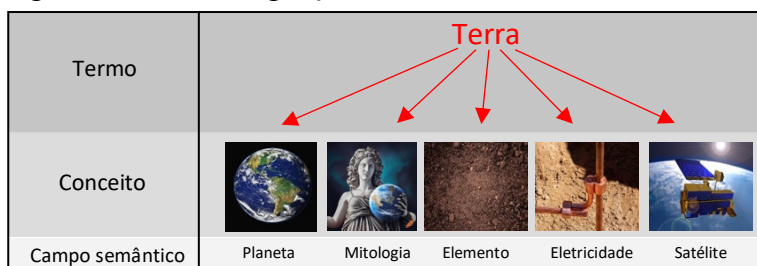 Termo
Terra
Conceito
Campo semântico
Planeta
Mitologia
Elemento
Eletricidade
Satélite